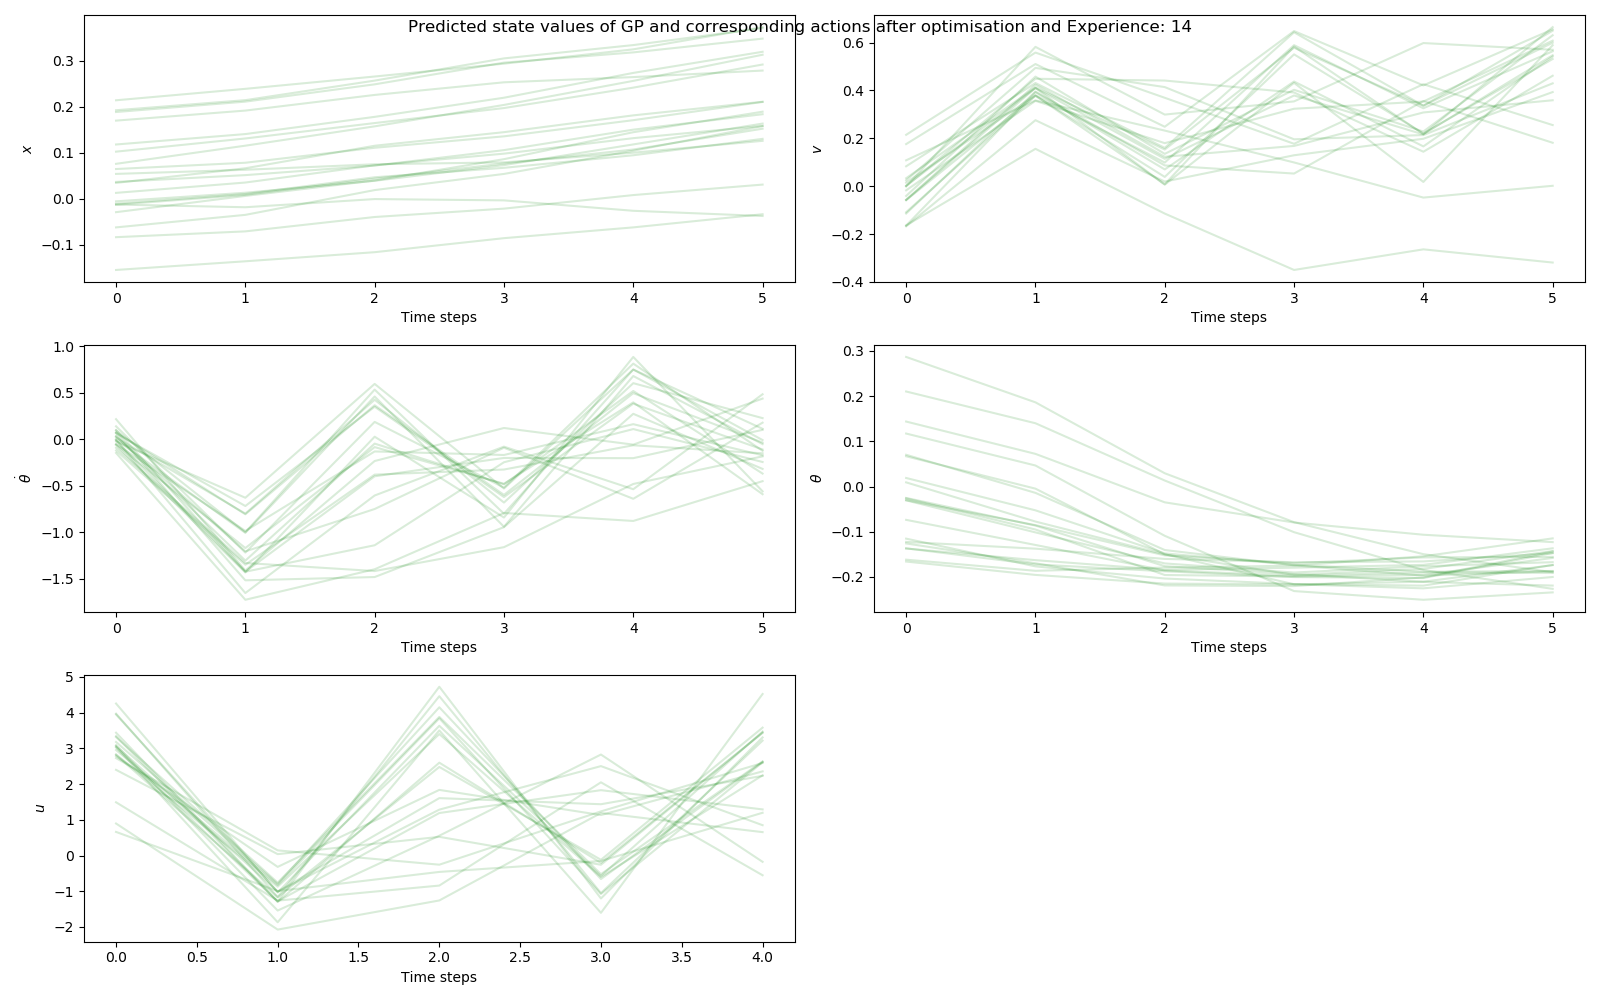 Predicted state values of GP and corresponding actions after optimisation and Experience: 14
0.3
0.2
0.1
0.0
−0.1
x
0 1 2 3 4 5
Time steps
0.6
0.4
0.2
0.0
−0.2
−0.4
v
0 1 2 3 4 5
Time steps
1.0
0.5
0.0
−0.5
−1.0
−1.5
θ̇
0 1 2 3 4 5
Time steps
0.3
0.2
0.1
0.0
−0.1
−0.2
θ
0 1 2 3 4 5
Time steps
5
4
3
2
1
0
−1
−2
u
0.0 0.5 1.0 1.5 2.0 2.5 3.0 3.5 4.0
Time steps